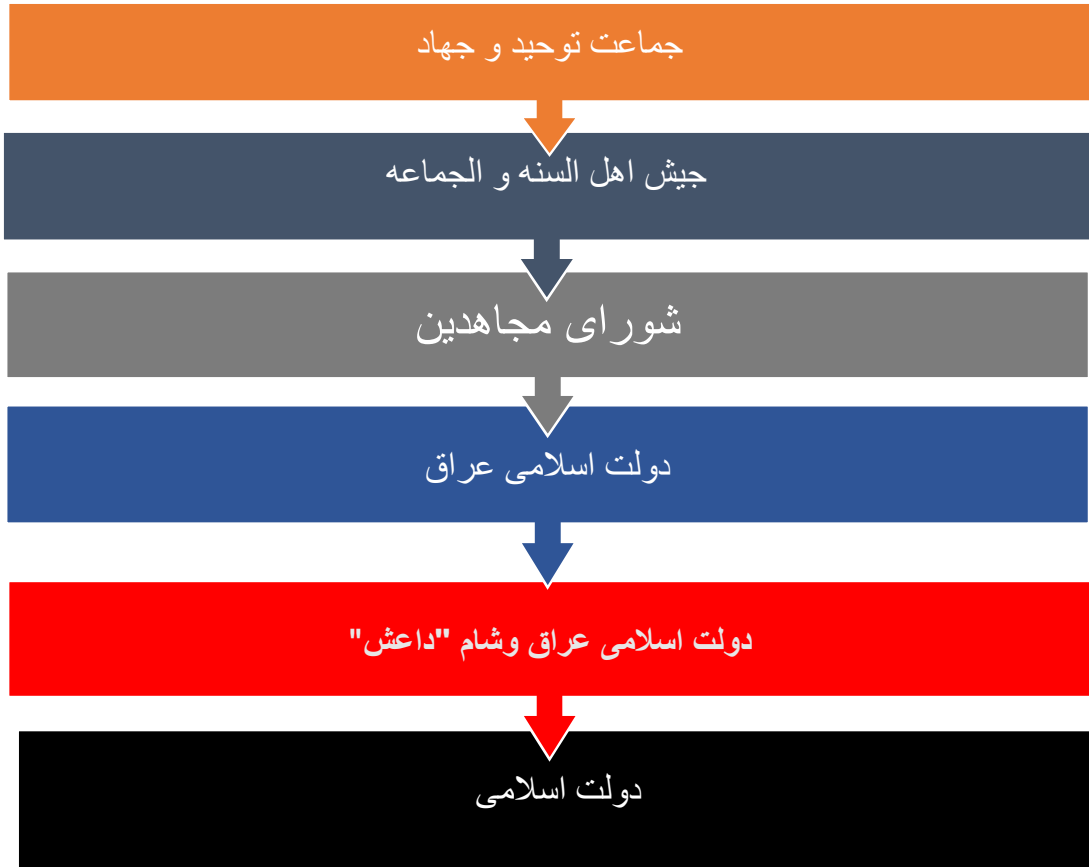 جماعت توحید و جهاد
جیش اهل السنه و الجماعه
شورای مجاهدین
دولت اسلامی عراق
دولت اسلامی عراق وشام "داعش"
دولت اسلامی